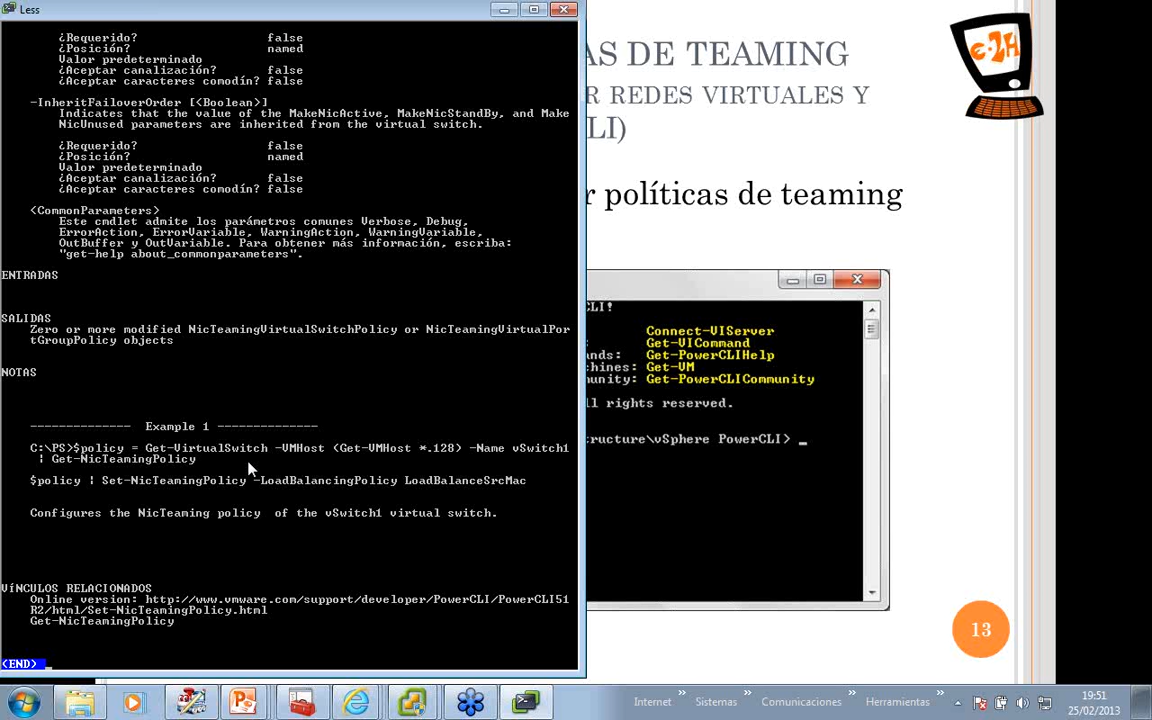 Less
¿Requerido? false
¿Posición? named
Valor predeterminado
¿Aceptar canalización? false
¿Aceptar caracteres comodín? false
-InheritFailoverOrder [<Boolean>]
Indicates that the value of the MakeNicActive, MakeNicStandBy, and Make
NicUnused parameters are inherited from the virtual switch.
¿Requerido? false
¿Posición? named
Valor predeterminado
¿Aceptar canalización? false
¿Aceptar caracteres comodín? false
<CommonParameters>
Este cmdlet admite los parámetros comunes Verbose, Debug,
ErrorAction, ErrorVariable, WarningAction, WarningVariable,
OutBuffer y OutVariable. Para obtener más información, escriba:
"get-help about_commonparameters".
ENTRADAS
SALIDAS
Zero or more modified NicTeamingVirtualSwitchPolicy or NicTeamingVirtualPor
tGroupPolicy objects
NOTAS
-------------- Example 1 --------------
C:\PS>$policy = Get-VirtualSwitch -VMHost (Get-VMHost *.128) -Name vSwitch1
| Get-NicTeamingPolicy
$policy | Set-NicTeamingPolicy -LoadBalancingPolicy LoadBalanceSrcMac
Configures the NicTeaming policy of the vSwitch1 virtual switch.
VíNCULOS RELACIONADOS
Online version: http://www.vmware.com/support/developer/PowerCLI/PowerCLI51
R2/html/Set-NicTeamingPolicy.html
Get-NicTeamingPolicy
<END>
AS DE TEAMING
R REDES VIRTUALES Y
LI)
r políticas de teaming
e-2H
CLI!
Connect-VIServer
: Get-VICommand
ands: Get-PowerCLIHelp
chines: Get-VM
munity: Get-PowerCLICommunity
ll rights reserved.
structure\vSphere PowerCLI> _
13
Internet » Sistemas » Comunicaciones » Herramientas »
19:51
25/02/2013